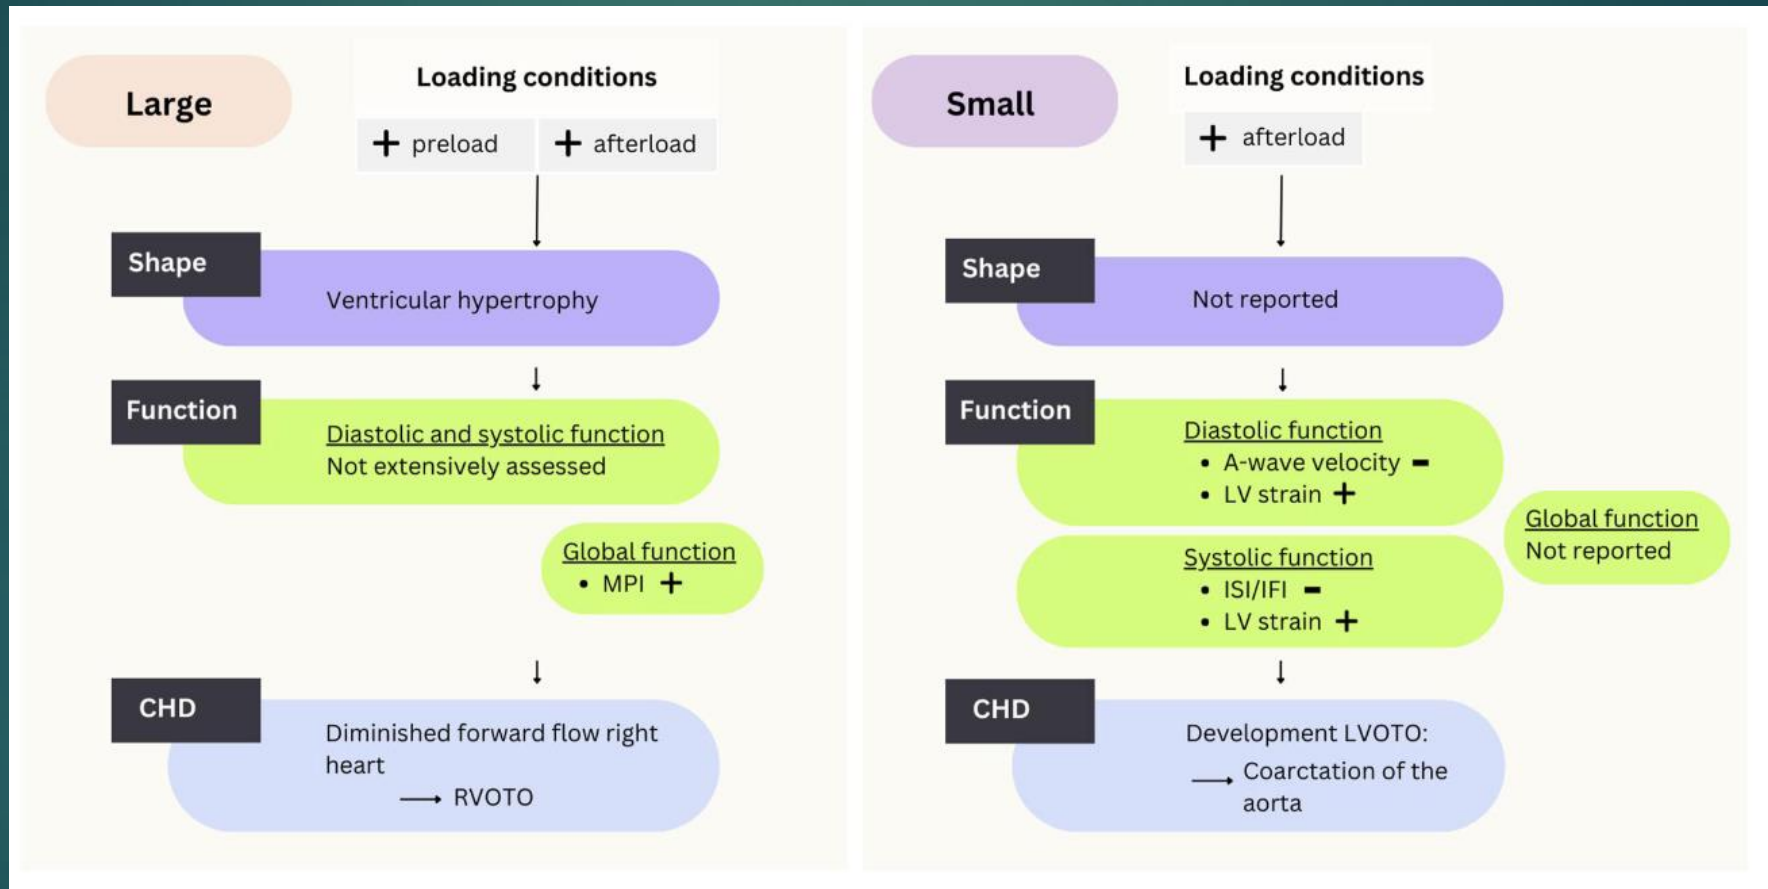 Large
Loading conditions
+ preload
+ afterload
Shape
Ventricular hypertrophy
Function
Diastolic and systolic function
Not extensively assessed
Global function
• MPI +
CHD
Diminished forward flow right
heart
→ RVOTO
Small
Loading conditions
+ afterload
Shape
Not reported
Function
Diastolic function
• A-wave velocity -
• LV strain +
Systolic function
• ISI/IFI -
• LV strain +
Global function
Not reported
CHD
Development LVOTO:
→ Coarctation of the
aorta